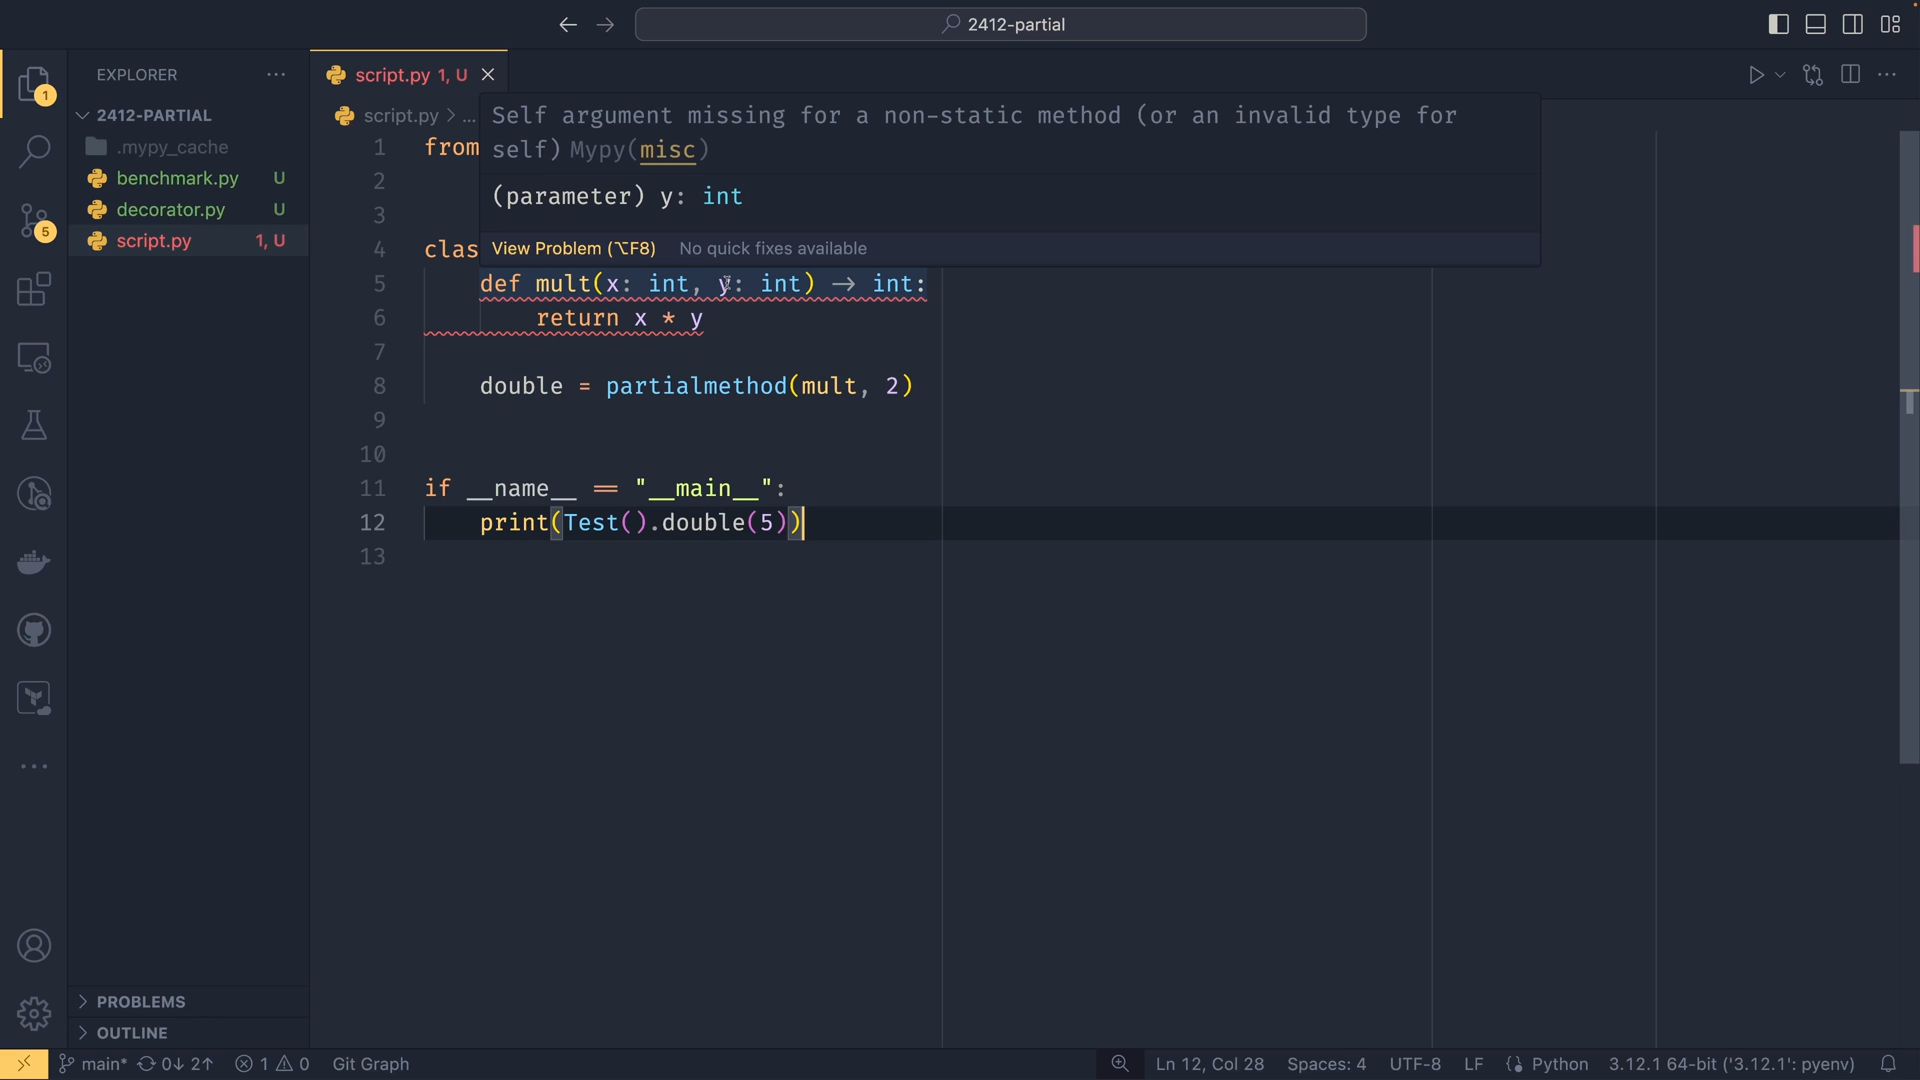 2412-partial
EXPLORER
script.py 1, U
1
2412-PARTIAL
script.py > ...
.mypy_cache
benchmark.py U
decorator.py U
script.py 1, U
5
Self argument missing for a non-static method (or an invalid type for
self) Mypy(misc)
(parameter) y: int
View Problem (⌥F8) No quick fixes available
1 from
2
3
4 clas
5 def mult(x: int, y: int) -> int:
6 return x * y
7
8 double = partialmethod(mult, 2)
9
10
11 if __name__ == "__main__":
12 print(Test().double(5))
13
PROBLEMS
OUTLINE
main* 0↓ 2↑ 1 0 Git Graph Ln 12, Col 28 Spaces: 4 UTF-8 LF {} Python 3.12.1 64-bit ('3.12.1': pyenv)